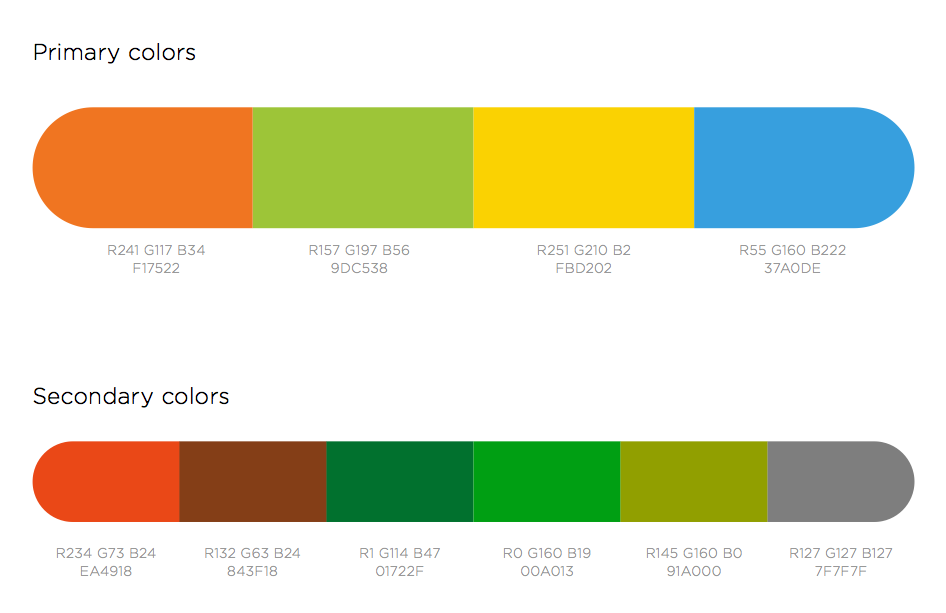 Primary colors
R241 G117 B34
F17522
R157 G197 B56
9DC538
R251 G210 B2
FBD202
R55 G160 B222
37A0DE
Secondary colors
R234 G73 B24
EA4918
R132 G63 B24
843F18
R1 G114 B47
01722F
R0 G160 B19
00A013
R145 G160 B0
91A000
R127 G127 B127
7F7F7F